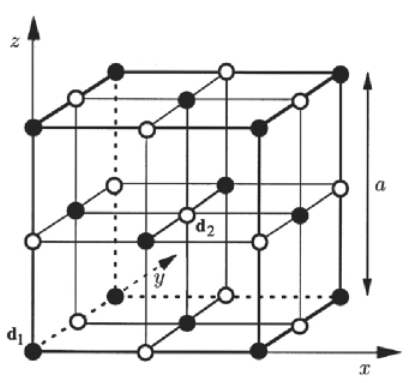 z
a
d₂
y
d₁
x